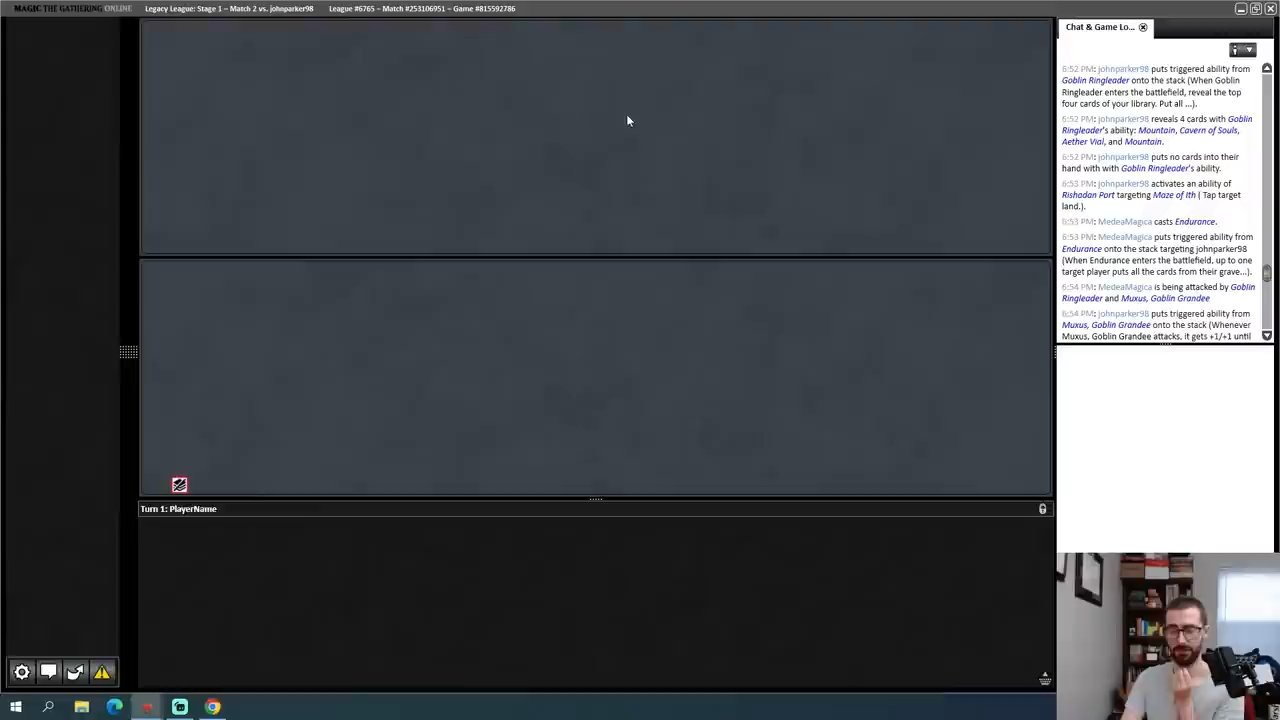 MAGIC THE GATHERING ONLINE Legacy League: Stage 1 – Match 2 vs. johnparker98 League #6765 – Match #253106951 – Game #815592786
Chat & Game Lo...
6:52 PM: johnparker98 puts triggered ability from
Goblin Ringleader onto the stack (When Goblin
Ringleader enters the battlefield, reveal the top
four cards of your library. Put all ...).
6:52 PM: johnparker98 reveals 4 cards with Goblin
Ringleader's ability: Mountain, Cavern of Souls,
Aether Vial, and Mountain.
6:52 PM: johnparker98 puts no cards into their
hand with with Goblin Ringleader's ability.
6:53 PM: johnparker98 activates an ability of
Rishadan Port targeting Maze of Ith ( Tap target
land.).
6:53 PM: MedeaMagica casts Endurance.
6:53 PM: MedeaMagica puts triggered ability from
Endurance onto the stack targeting johnparker98
(When Endurance enters the battlefield, up to one
target player puts all the cards from their grave...).
6:54 PM: MedeaMagica is being attacked by Goblin
Ringleader and Muxus, Goblin Grandee
6:54 PM: johnparker98 puts triggered ability from
Muxus, Goblin Grandee onto the stack (Whenever
Muxus, Goblin Grandee attacks, it gets +1/+1 until
Turn 1: PlayerName